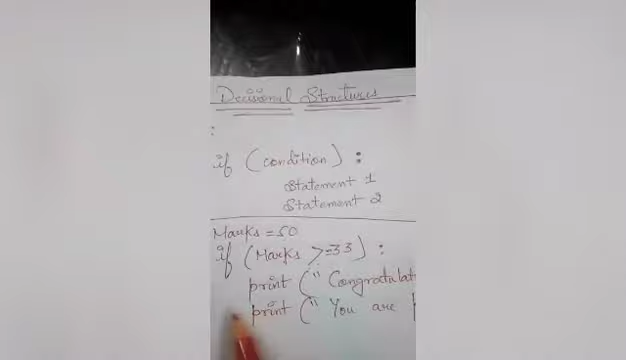 Decisional Structures
:
if (condition) :
Statement 1
Statement 2
Marks = 50
if (Marks >=33) :
print (" Congratulat
print (" You are